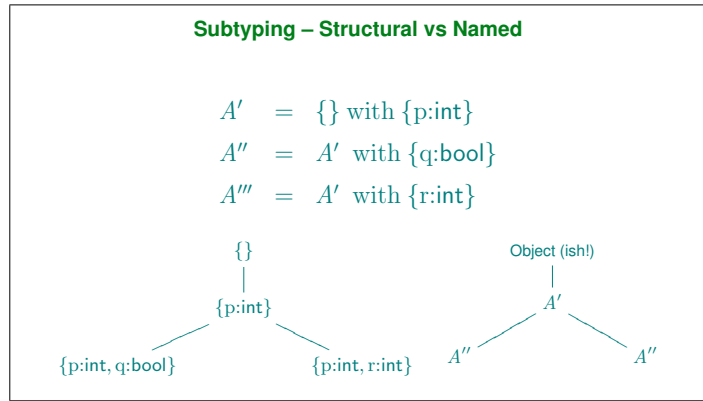 Subtyping – Structural vs Named
A′ = {} with {p:int}
A″ = A′ with {q:bool}
A‴ = A′ with {r:int}
{}
{p:int}
{p:int, q:bool} {p:int, r:int}
Object (ish!)
A′
A″ A″